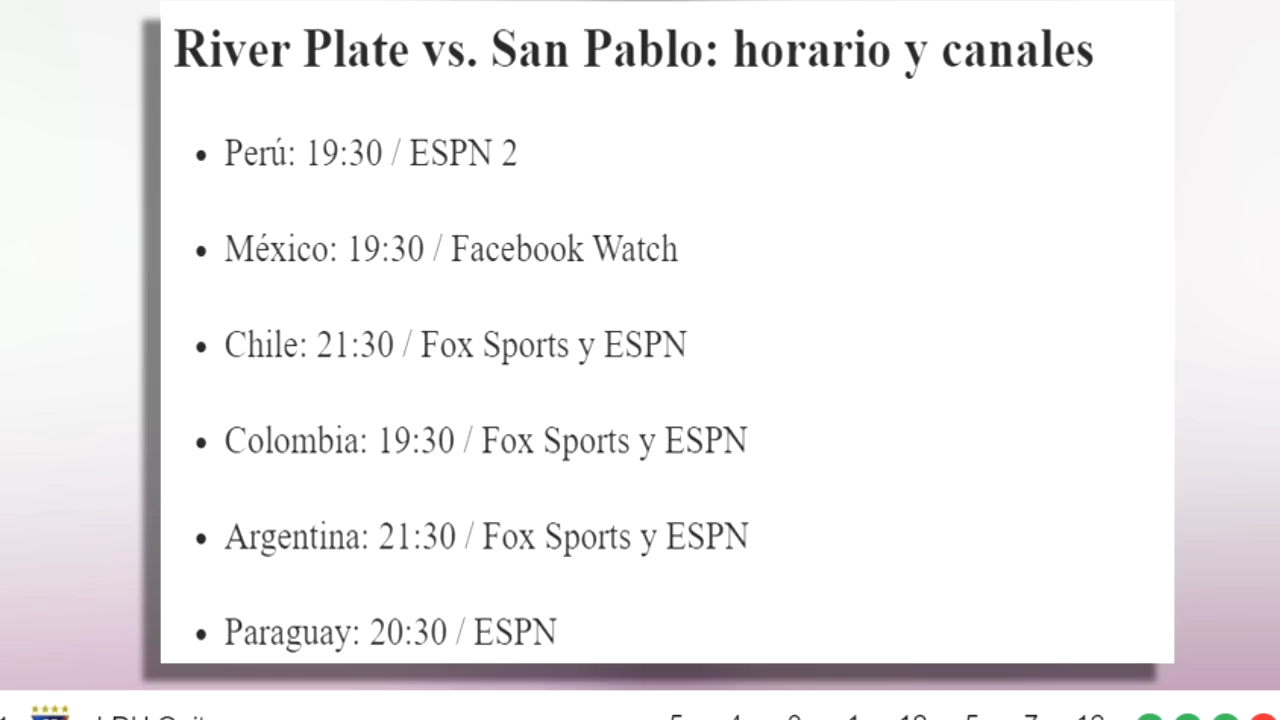 River Plate vs. San Pablo: horario y canales
Perú: 19:30 / ESPN 2
México: 19:30 / Facebook Watch
Chile: 21:30 / Fox Sports y ESPN
Colombia: 19:30 / Fox Sports y ESPN
Argentina: 21:30 / Fox Sports y ESPN
Paraguay: 20:30 / ESPN